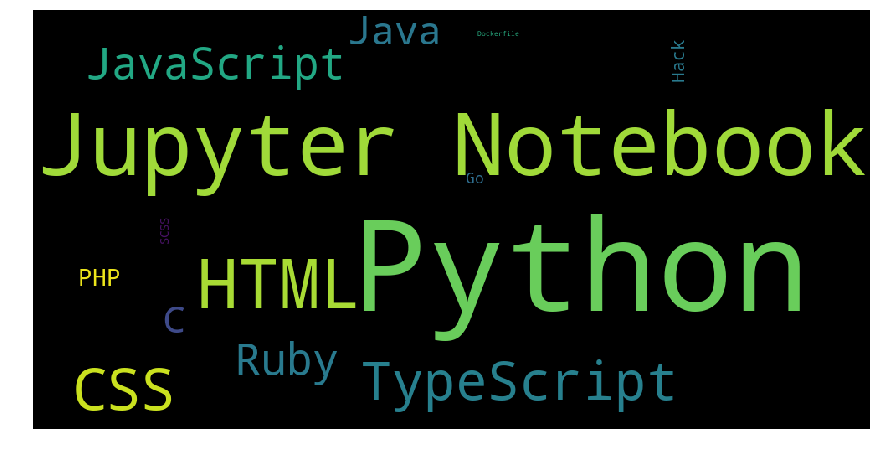 Java
Dockerfile
JavaScript
Hack
Jupyter Notebook
Go
SCSS
Python
HTML
PHP
C
Ruby
TypeScript
CSS